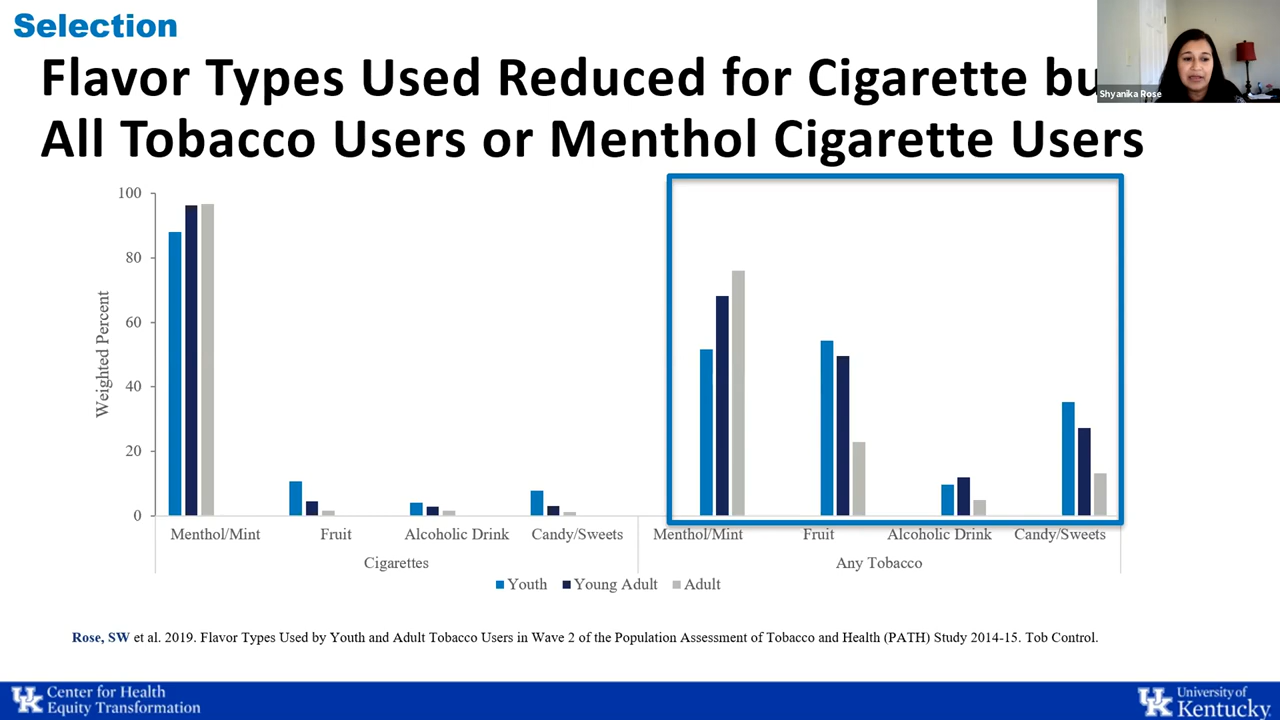 Selection
Flavor Types Used Reduced for Cigarette bu
All Tobacco Users or Menthol Cigarette Users
Shyanika Rose
100
80
60
40
20
0
Weighted Percent
Menthol/Mint Fruit Alcoholic Drink Candy/Sweets Menthol/Mint Fruit Alcoholic Drink Candy/Sweets
Cigarettes Any Tobacco
Youth Young Adult Adult
Rose, SW et al. 2019. Flavor Types Used by Youth and Adult Tobacco Users in Wave 2 of the Population Assessment of Tobacco and Health (PATH) Study 2014-15. Tob Control.
UK Center for Health
Equity Transformation
UK University of
Kentucky.